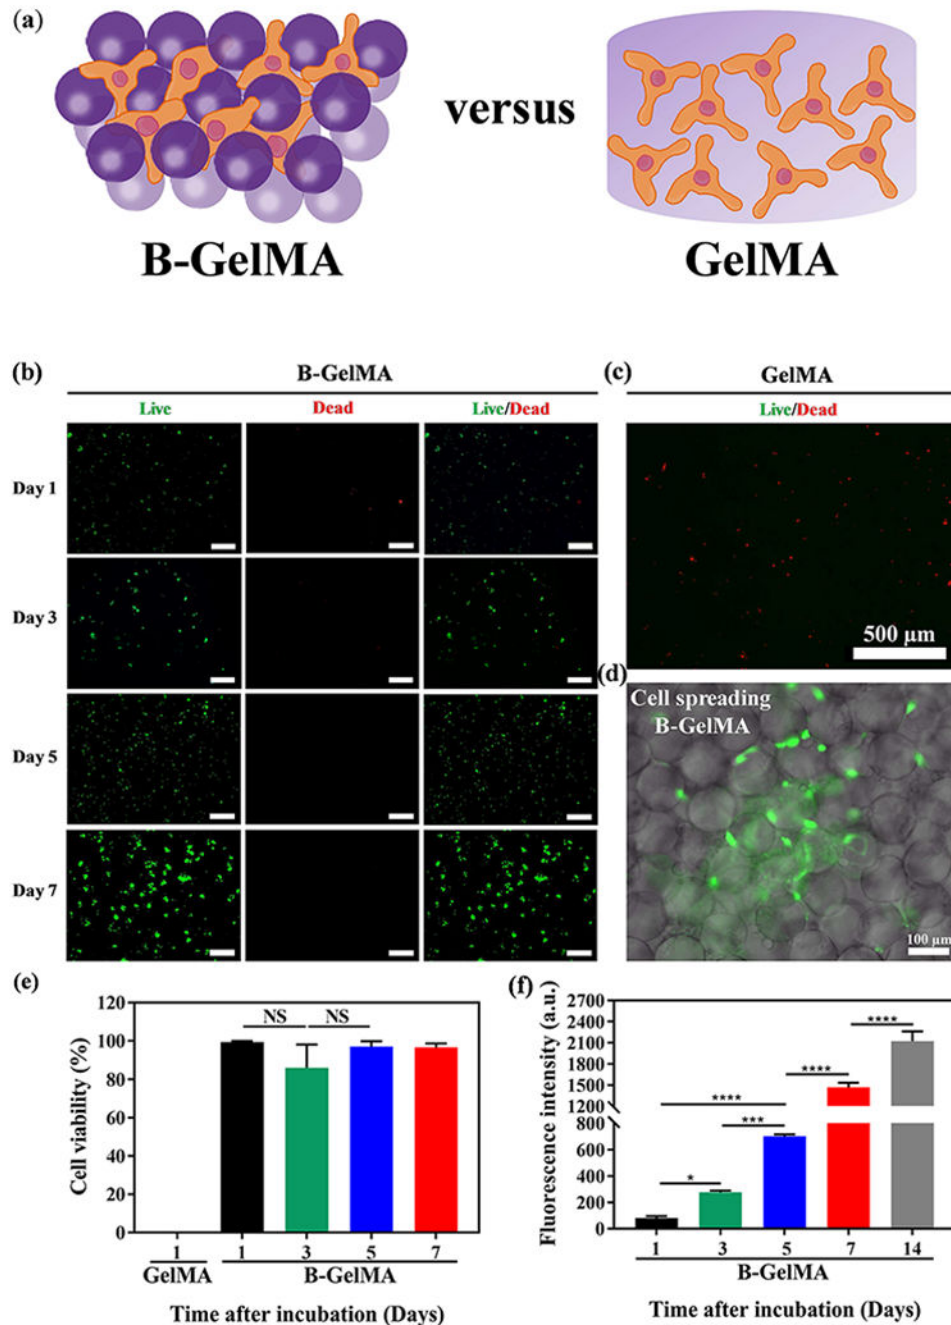 (a)
versus
B-GelMA
GelMA
(b)
B-GelMA
Live
Dead
Live/Dead
Day 1
Day 3
Day 5
Day 7
(c)
GelMA
Live/Dead
500 μm
(d)
Cell spreading
B-GelMA
100 μm
(e)
Cell viability (%)
120
100
80
60
40
20
0
NS
NS
1
1
3
5
7
GelMA
B-GelMA
Time after incubation (Days)
(f)
Fluorescence intensity (a.u.)
2700
2400
2100
1800
1500
1200
800
600
400
200
0
*
***
****
****
****
1
3
5
7
14
B-GelMA
Time after incubation (Days)